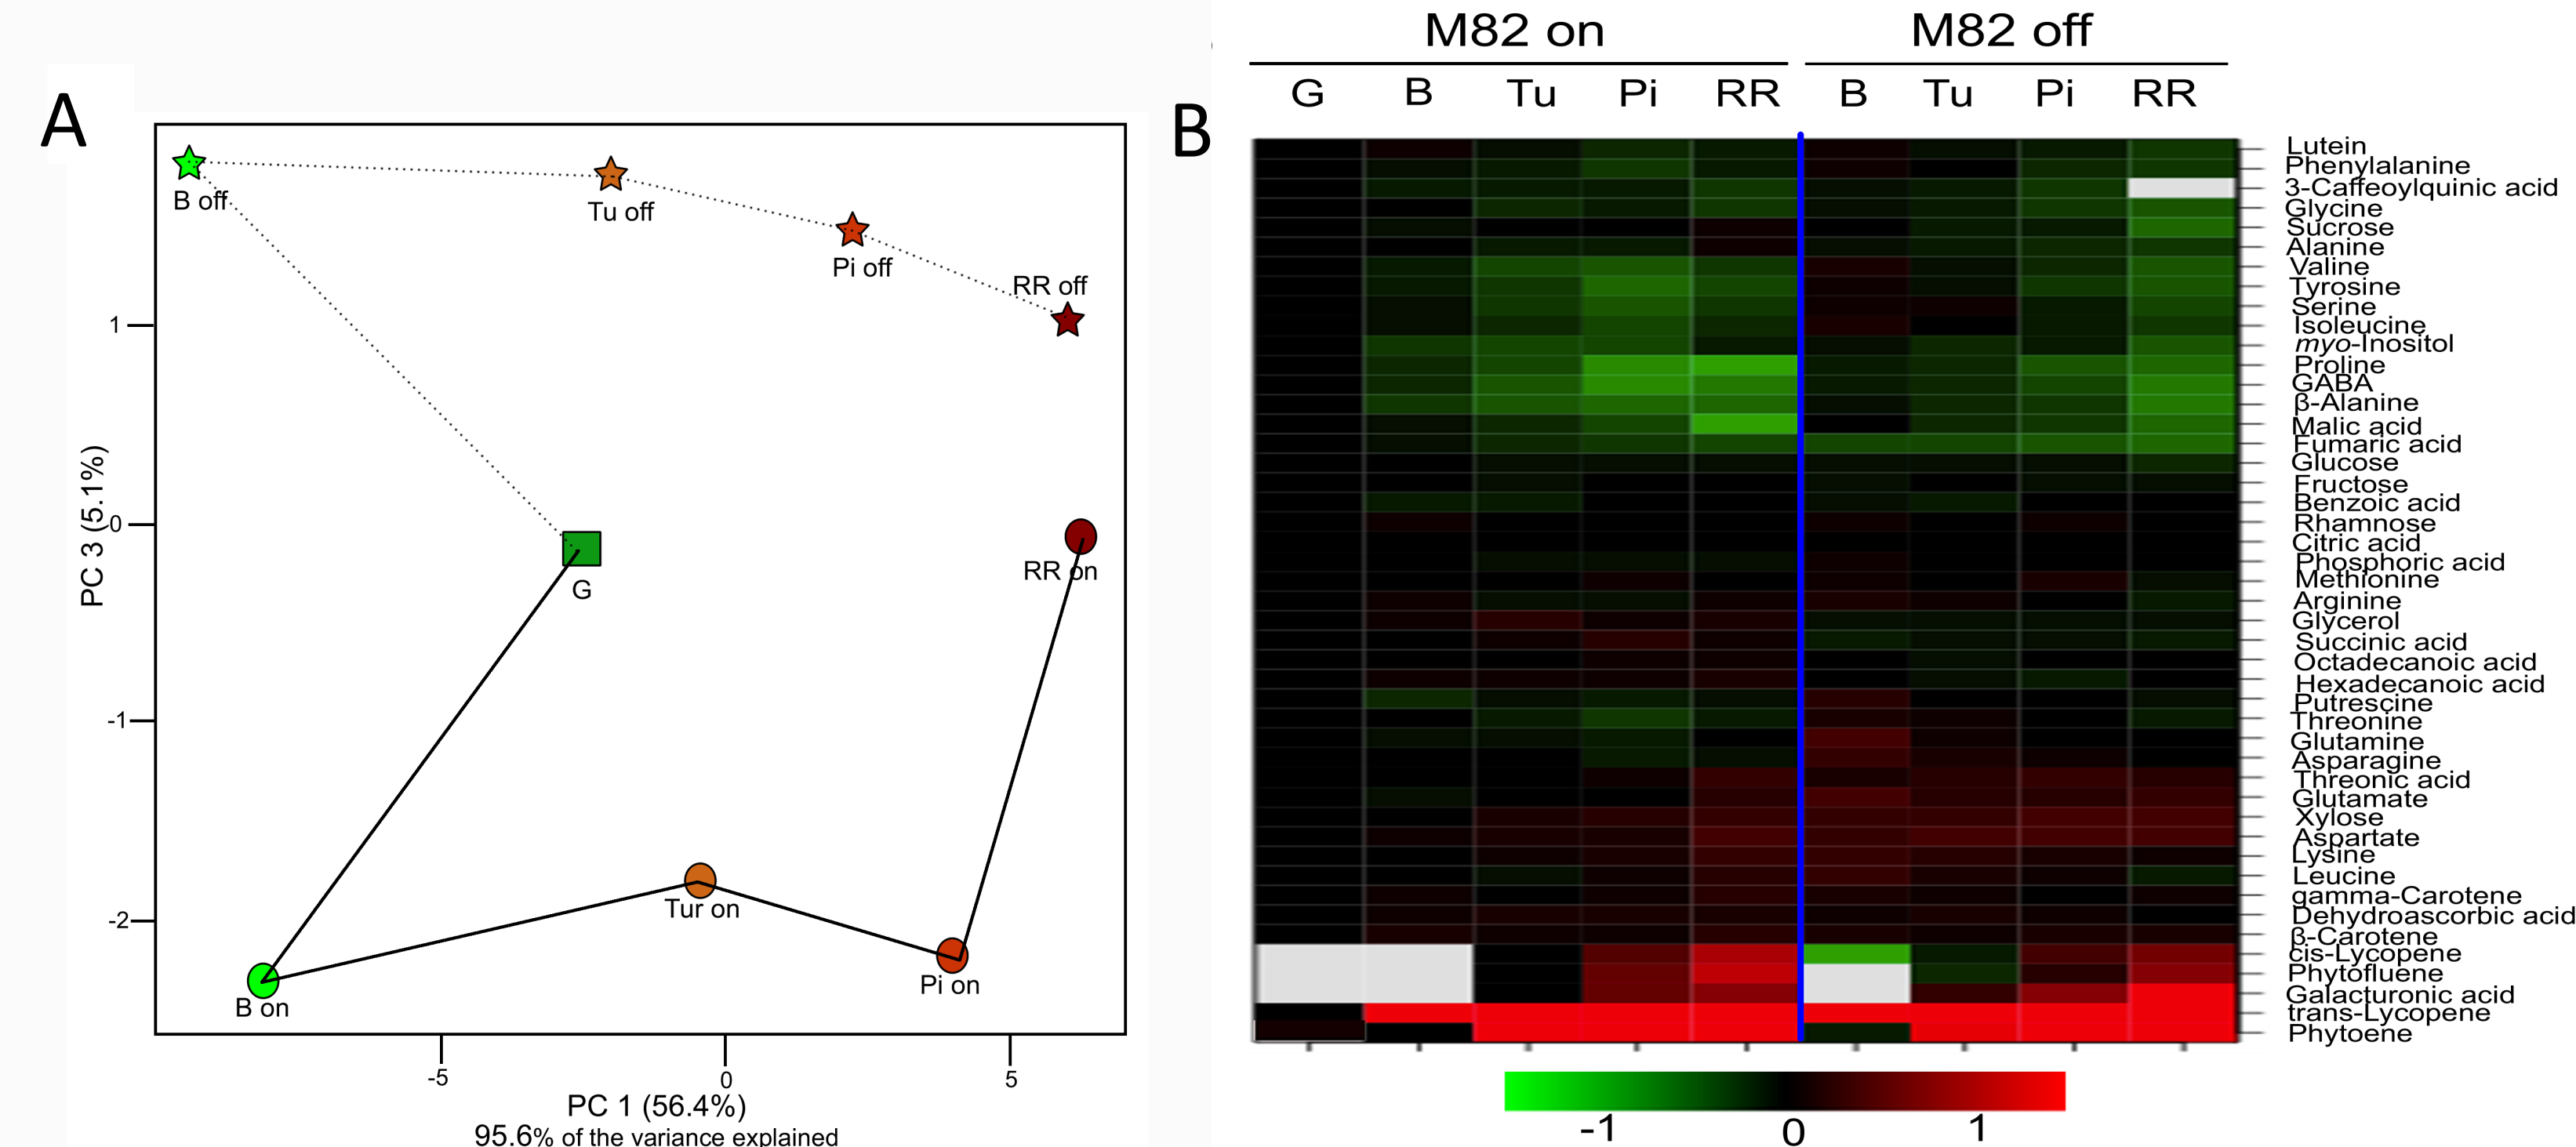 A
B off
Tu off
Pi off
RR off
G
RR on
Tur on
Pi on
B on
1
0
-1
-2
PC 3 (5.1%)
-5
0
5
PC 1 (56.4%)
95.6% of the variance explained
B
M82 on
M82 off
G B Tu Pi RR B Tu Pi RR
Lutein
Phenylalanine
3-Caffeoylquinic acid
Glycine
Sucrose
Alanine
Valine
Tyrosine
Serine
Isoleucine
myo-Inositol
Proline
GABA
β-Alanine
Malic acid
Fumaric acid
Glucose
Fructose
Benzoic acid
Rhamnose
Citric acid
Phosphoric acid
Methionine
Arginine
Glycerol
Succinic acid
Octadecanoic acid
Hexadecanoic acid
Putrescine
Threonine
Glutamine
Asparagine
Threonic acid
Glutamate
Xylose
Aspartate
Lysine
Leucine
gamma-Carotene
Dehydroascorbic acid
β-Carotene
cis-Lycopene
Phytofluene
Galacturonic acid
trans-Lycopene
Phytoene
-1 0 1